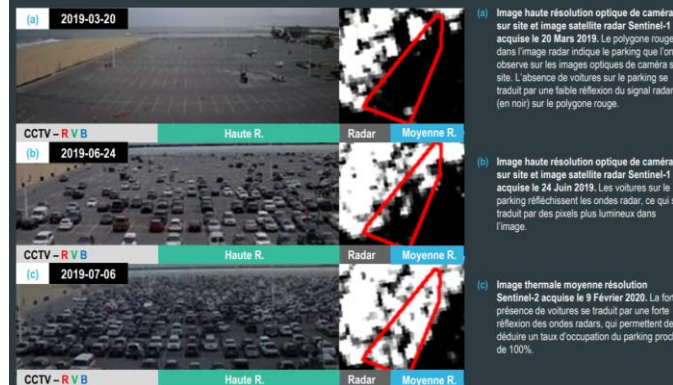 (a) 2019-03-20
CCTV – R V B Haute R. Radar Moyenne R.
(b) 2019-06-24
CCTV – R V B Haute R. Radar Moyenne R.
(c) 2019-07-06
CCTV – R V B Haute R. Radar Moyenne R.
(a) Image haute résolution optique de caméra
sur site et image satellite radar Sentinel-1
acquise le 20 Mars 2019. Le polygone rouge
dans l'image radar indique le parking que l'on
observe sur les images optiques de caméra
site. L'absence de voitures sur le parking se
traduit par une faible réflexion du signal radar
(en noir) sur le polygone rouge.
(b) Image haute résolution optique de caméra
sur site et image satellite radar Sentinel-1
acquise le 24 Juin 2019. Les voitures sur le
parking réfléchissent les ondes radar, ce qui
traduit par des pixels plus lumineux dans
l'image.
(c) Image thermale moyenne résolution
Sentinel-2 acquise le 9 Février 2020. La
présence de voitures se traduit par une forte
réflexion des ondes radars, qui permettent de
déduire un taux d'occupation du parking
de 100%.